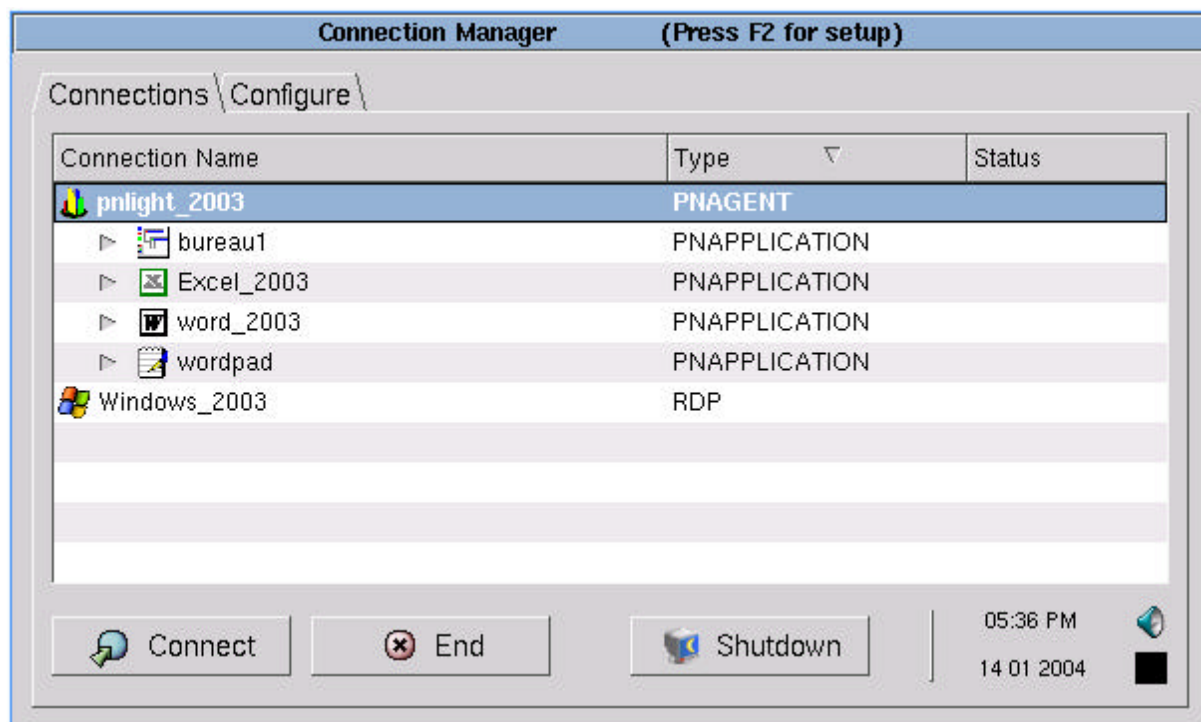 Connection Manager (Press F2 for setup)
Connections Configure
Connection Name Type Status
pnlight_2003 PNAGENT
bureau1 PNAPPLICATION
Excel_2003 PNAPPLICATION
word_2003 PNAPPLICATION
wordpad PNAPPLICATION
Windows_2003 RDP
Connect End Shutdown 05:36 PM
14 01 2004